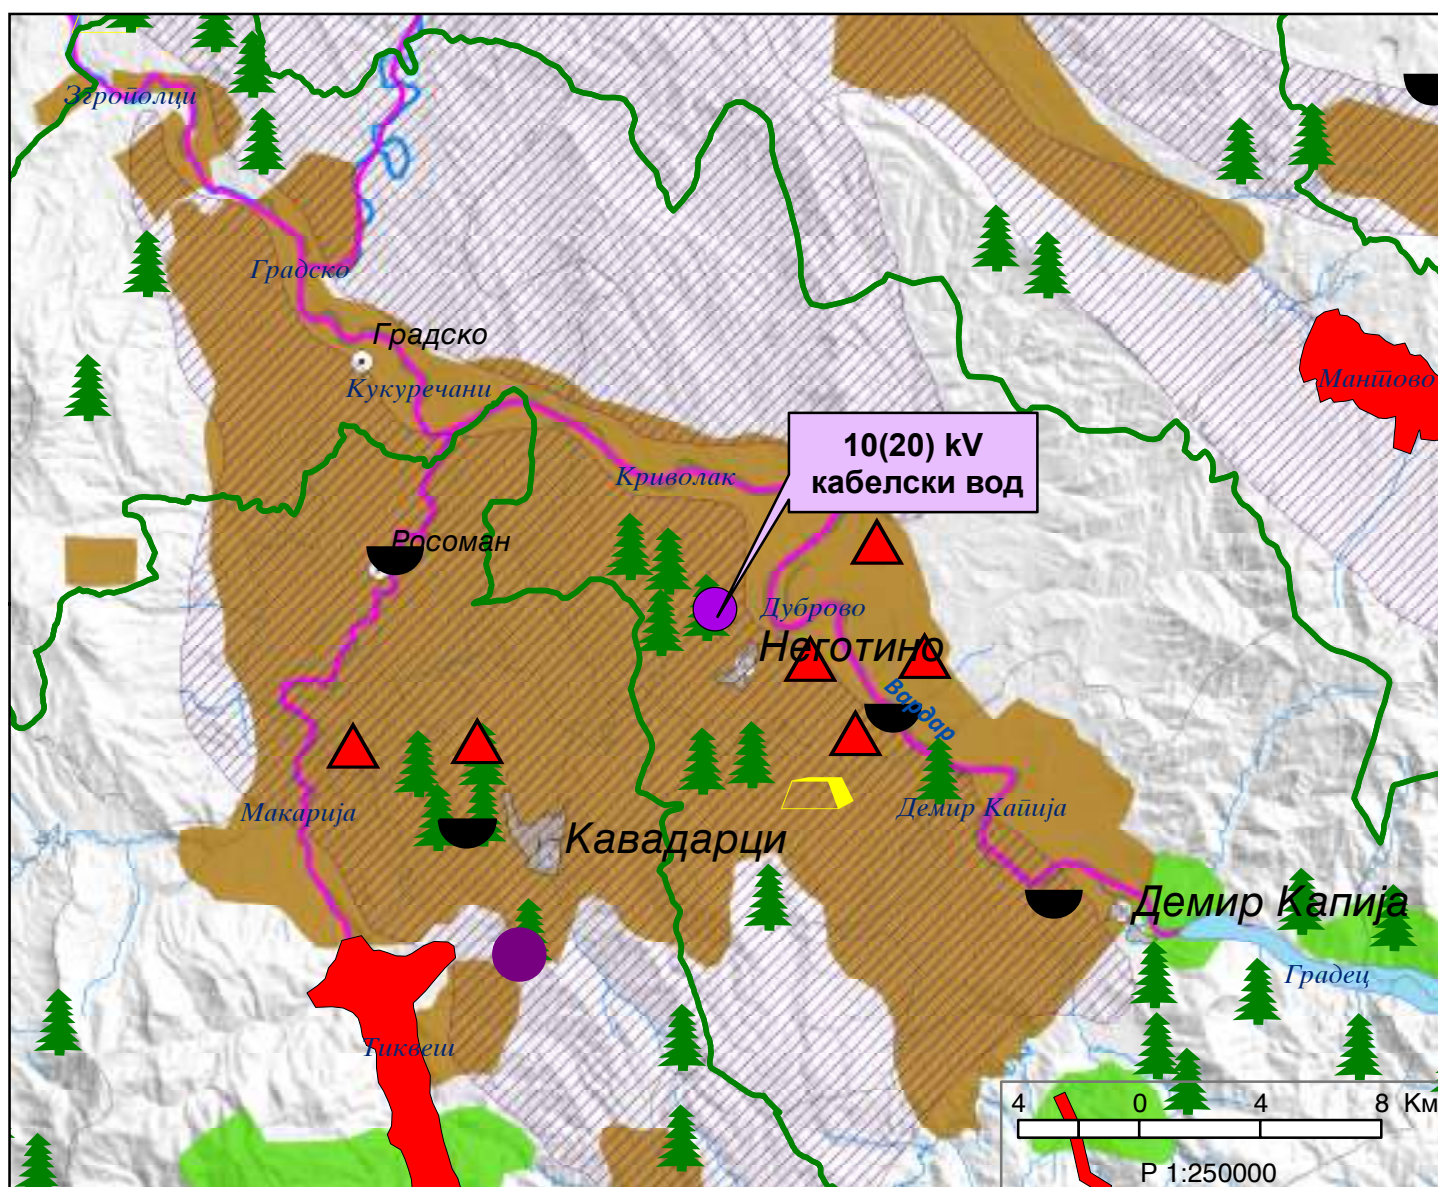 Згрополци
Градско
Градско
Кукуречани
Мантово
10(20) kV
кабелски вод
Криволак
Росоман
Дуброво
Неготино
Вардар
Макарија
Демир Капија
Кавадарци
Демир Капија
Градец
Тиквеш
4 0 4 8 Км
Р 1:250000